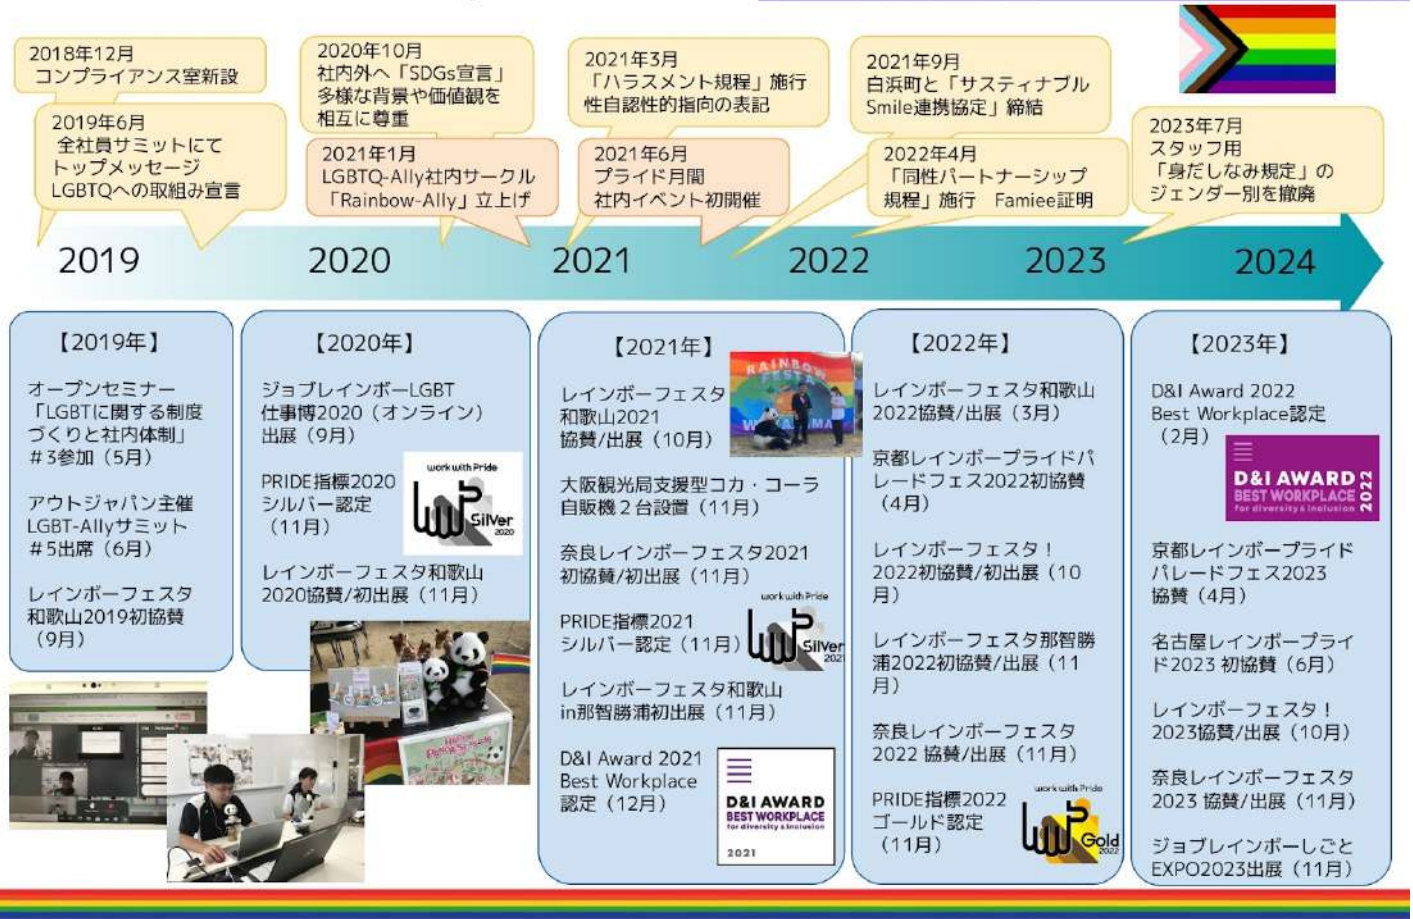 2018年12月
コンプライアンス室新設
2019年6月
全社員サミットにて
トップメッセージ
LGBTQへの取組み宣言
2020年10月
社内外へ「SDGs宣言」
多様な背景や価値観を
相互に尊重
2021年1月
LGBTQ-Ally社内サークル
「Rainbow-Ally」立上げ
2021年3月
「ハラスメント規程」施行
性自認性的指向の表記
2021年6月
プライド月間
社内イベント初開催
2021年9月
白浜町と「サスティナブル
Smile連携協定」締結
2022年4月
「同性パートナーシップ
規程」施行 Famiee証明
2023年7月
スタッフ用
「身だしなみ規定」の
ジェンダー別を撤廃
2019
2020
2021
2022
2023
2024
【2019年】
オープンセミナー
「LGBTに関する制度
づくりと社内体制」
#3参加（5月）
アウトジャパン主催
LGBT-Allyサミット
#5出席（6月）
レインボーフェスタ
和歌山2019初協賛
（9月）
【2020年】
ジョブレインボーLGBT
仕事博2020（オンライン）
出展（9月）
PRIDE指標2020
シルバー認定
（11月）
work with Pride
Silver
2020
レインボーフェスタ和歌山
2020協賛/初出展（11月）
【2021年】
レインボーフェスタ
和歌山2021
協賛/出展（10月）
RAINBOW
FESTA
大阪観光局支援型コカ・コーラ
自販機２台設置（11月）
奈良レインボーフェスタ2021
初協賛/初出展（11月）
PRIDE指標2021
シルバー認定（11月）
work with Pride
Silver
2021
レインボーフェスタ和歌山
in那智勝浦初出展（11月）
D&I Award 2021
Best Workplace
認定（12月）
D&I AWARD
BEST WORKPLACE
for diversity & inclusion
2021
【2022年】
レインボーフェスタ和歌山
2022協賛/出展（3月）
京都レインボープライドパ
レードフェス2022初協賛
（4月）
レインボーフェスタ！
2022初協賛/初出展（10
月）
レインボーフェスタ那智勝
浦2022初協賛/出展（11
月）
奈良レインボーフェスタ
2022 協賛/出展（11月）
PRIDE指標2022
ゴールド認定
（11月）
work with Pride
Gold
2022
【2023年】
D&I Award 2022
Best Workplace認定
（2月）
D&I AWARD
BEST WORKPLACE
for diversity & inclusion
2022
京都レインボープライド
パレードフェス2023
協賛（4月）
名古屋レインボープライ
ド2023 初協賛（6月）
レインボーフェスタ！
2023協賛/出展（10月）
奈良レインボーフェスタ
2023 協賛/出展（11月）
ジョブレインボーしごと
EXPO2023出展（11月）